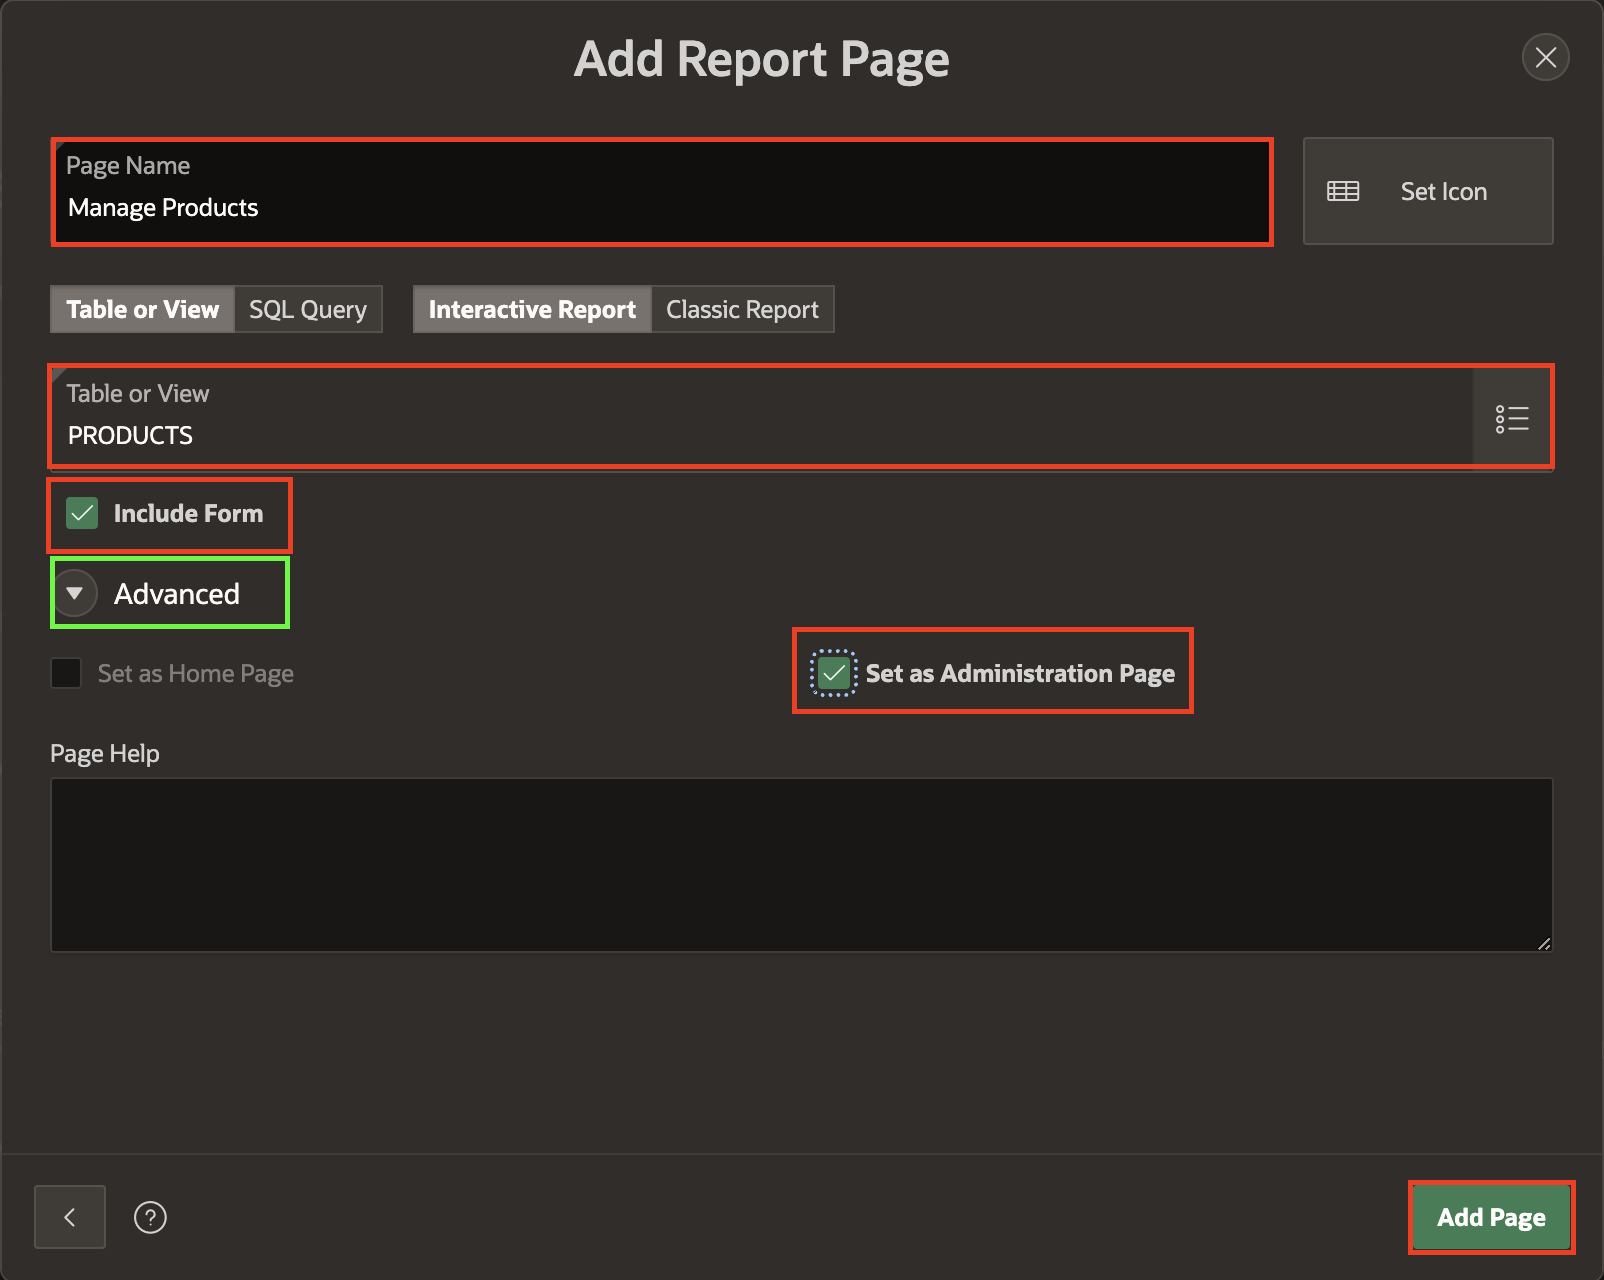 Add Report Page
Page Name
Manage Products
Set Icon
Table or View SQL Query Interactive Report Classic Report
Table or View
PRODUCTS
Include Form
Advanced
Set as Home Page Set as Administration Page
Page Help
? Add Page